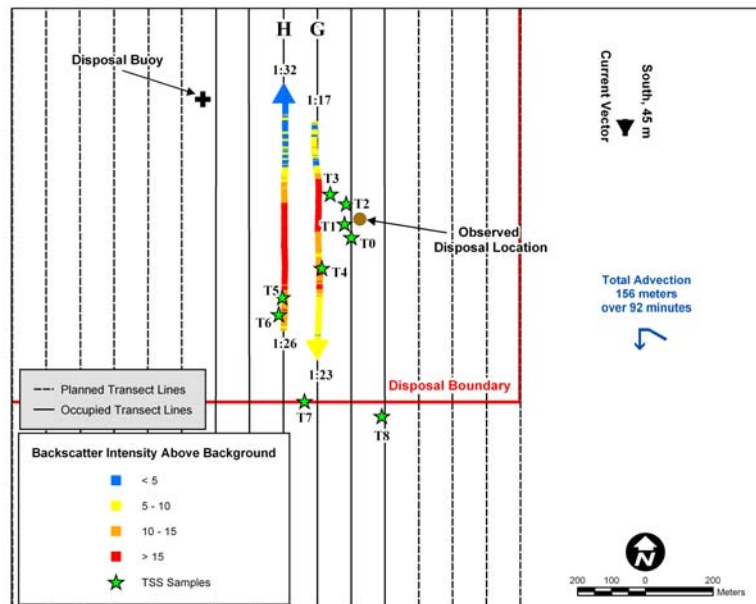 H G
Disposal Buoy
1:32
1:17
South, 45 m
Current Vector
T3
T2
T1
T0
Observed
Disposal Location
T4
T5
T6
Total Advection
156 meters
over 92 minutes
1:26
1:23
Disposal Boundary
Planned Transect Lines
Occupied Transect Lines
T7
T8
Backscatter Intensity Above Background
< 5
5 - 10
10 - 15
> 15
TSS Samples
N
200 100 0 200
Meters